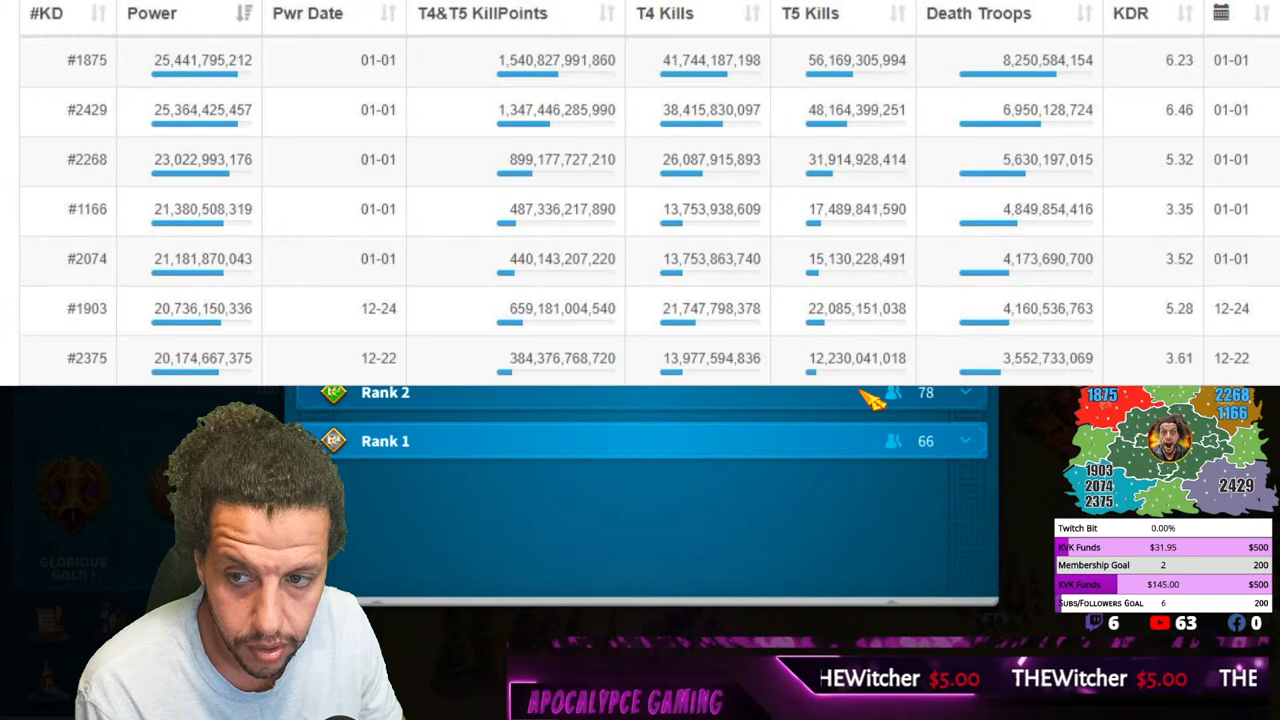 #KD Power Pwr Date T4&T5 KillPoints T4 Kills T5 Kills Death Troops KDR
#1875 25,441,795,212 01-01 1,540,827,991,860 41,744,187,198 56,169,305,994 8,250,584,154 6.23 01-01
#2429 25,364,425,457 01-01 1,347,446,285,990 38,415,830,097 48,164,399,251 6,950,128,724 6.46 01-01
#2268 23,022,993,176 01-01 899,177,727,210 26,087,915,893 31,914,928,414 5,630,197,015 5.32 01-01
#1166 21,380,508,319 01-01 487,336,217,890 13,753,938,609 17,489,841,590 4,849,854,416 3.35 01-01
#2074 21,181,870,043 01-01 440,143,207,220 13,753,863,740 15,130,228,491 4,173,690,700 3.52 01-01
#1903 20,736,150,336 12-24 659,181,004,540 21,747,798,378 22,085,151,038 4,160,536,763 5.28 12-24
#2375 20,174,667,375 12-22 384,376,768,720 13,977,594,836 12,230,041,018 3,552,733,069 3.61 12-22
Rank 2 78
Rank 1 66
GLORIOUS
GOLD!
1875 2268
1166
1903
2074
2375
2429
Twitch Bit 0.00%
KVK Funds $31.95 $500
Membership Goal 2 200
KVK Funds $145.00 $500
SUBS/FOLLOWERS GOAL 6 200
6 63 0
HEWitcher $5.00 THEWitcher $5.00 THE
APOCALYPCE GAMING